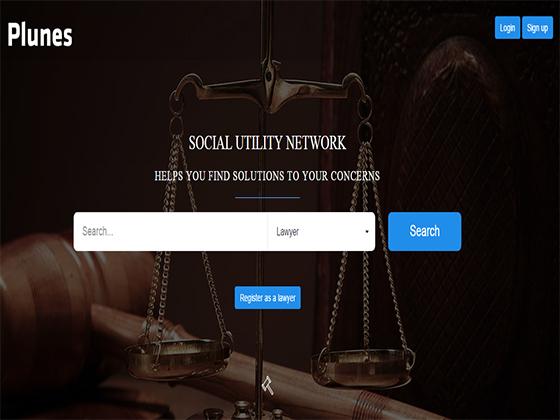 Plunes
Login
Sign up
SOCIAL UTILITY NETWORK
HELPS YOU FIND SOLUTIONS TO YOUR CONCERNS
Search...
Lawyer
Search
Register as a lawyer